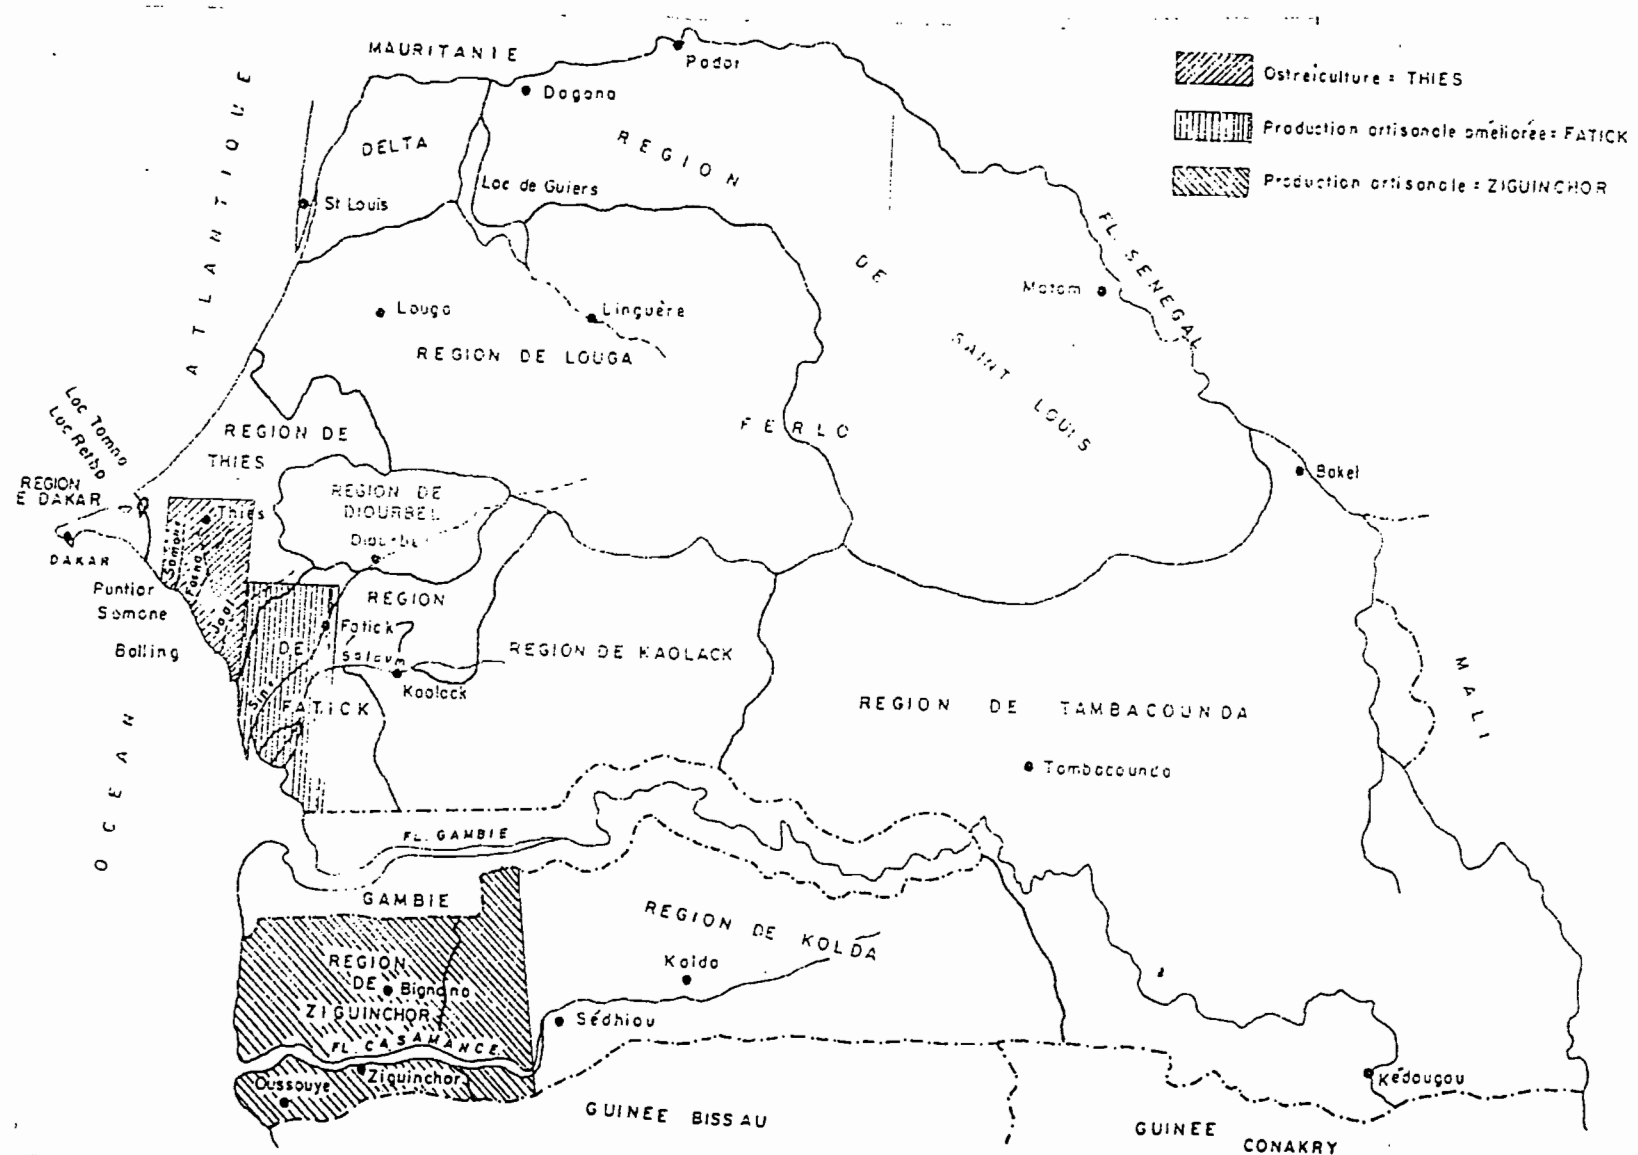 MAURITANIE
Podor
Dagana
DELTA
REGION
Lac de Guiers
St Louis
ATLANTIQUE
Ostreiculture = THIES
Production artisanale améliorée = FATICK
Production artisanale = ZIGUINCHOR
FL. SENEGAL
DE
Matam
SAINT LOUIS
Louga
Linguère
REGION DE LOUGA
FERLO
Bakel
Lac Tamna
Lac Retba
REGION DE
THIES
REGION
E DAKAR
DAKAR
Thies
Somone
REGION DE
DIOURBEL
Joal
Somone
Balling
REGION
Fatick
DE
Saloum
Kaolack
FATICK
REGION DE KAOLACK
REGION DE TAMBACOUNDA
Tambacounda
MALI
OCEAN
FL. GAMBIE
GAMBIE
REGION DE KOLDA
Kolda
REGION
DE
Bignona
ZIGUINCHOR
FL. CASAMANCE
Sédhiou
Oussouye
Ziguinchor
Kédougou
GUINEE BISSAU
GUINEE
CONAKRY